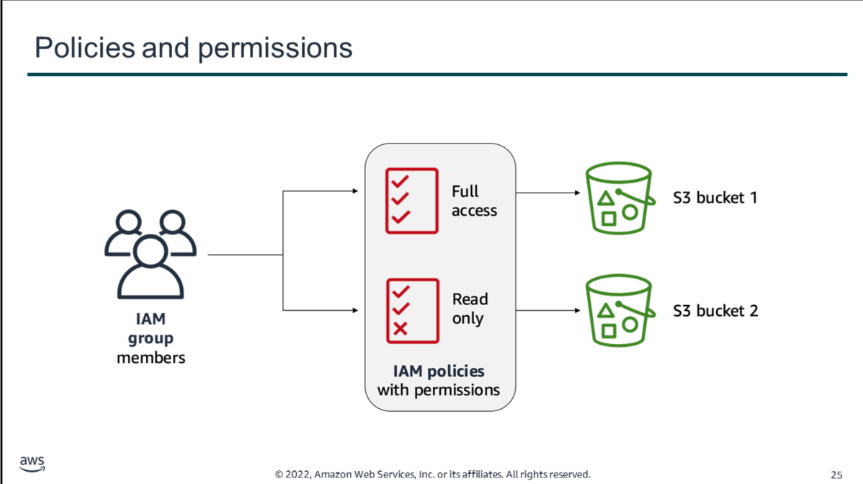 Policies and permissions
Full
access
S3 bucket 1
IAM
group
members
Read
only
S3 bucket 2
IAM policies
with permissions
aws
© 2022, Amazon Web Services, Inc. or its affiliates. All rights reserved.
25